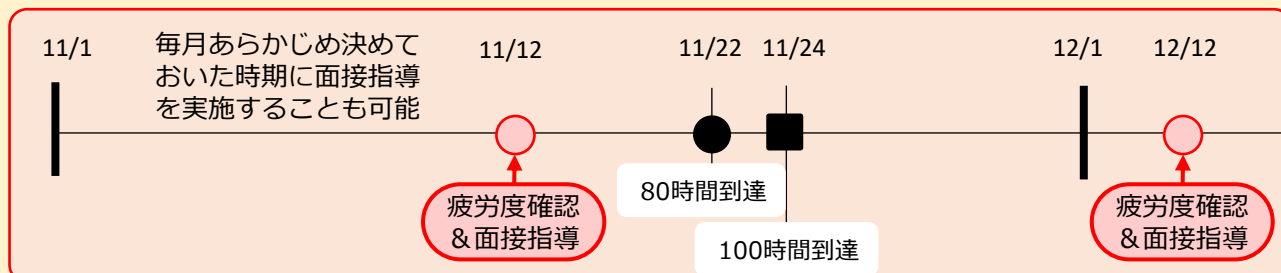 11/1
毎月あらかじめ決めて
おいた時期に面接指導
を実施することも可能
11/12
11/22
11/24
12/1
12/12
80時間到達
100時間到達
疲労度確認
＆面接指導
疲労度確認
＆面接指導